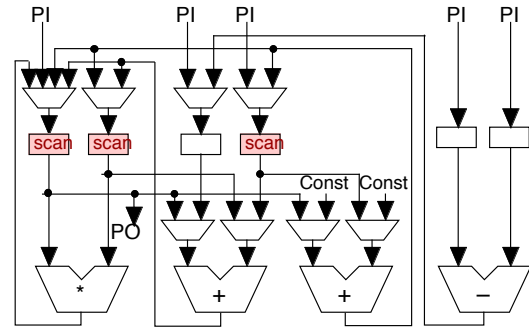 PI PI PI PI PI
scan scan scan
Const Const
PO
* + + −